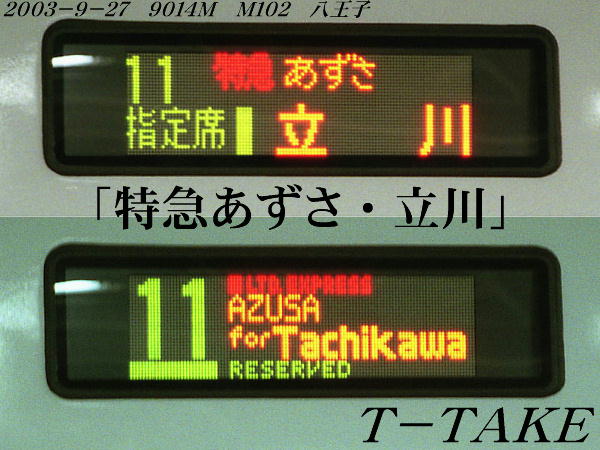 2003-9-27 9014M M102 八王子
11 特急 あずさ
指定席 立川
「特急あずさ・立川」
11 LTD. EXPRESS
AZUSA
for Tachikawa
RESERVED
T-TAKE